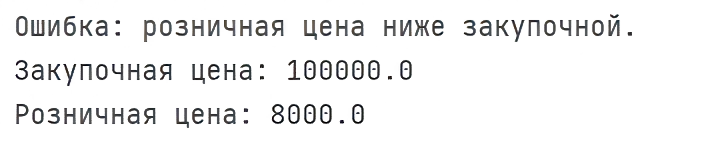 Ошибка: розничная цена ниже закупочной.
Закупочная цена: 100000.0
Розничная цена: 8000.0